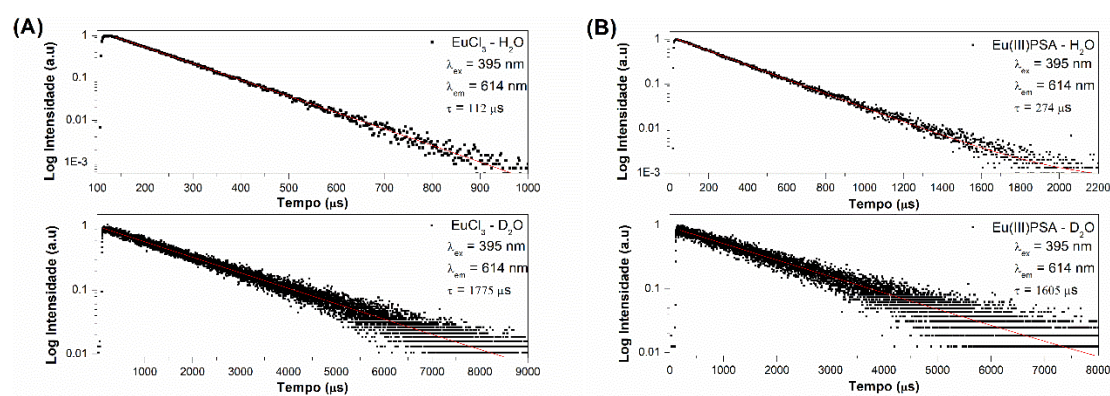 (A)
Log Intensidade (a.u)
1
0.1
0.01
1E-3
EuCl₃ - H₂O
λex = 395 nm
λem = 614 nm
τ = 112 μs
100 200 300 400 500 600 700 800 900 1000
Tempo (μs)
Log Intensidade (a.u)
1
0.1
0.01
EuCl₃ - D₂O
λex = 395 nm
λem = 614 nm
τ = 1775 μs
1000 2000 3000 4000 5000 6000 7000 8000 9000
Tempo (μs)
(B)
Log Intensidade (a.u)
1
0.1
0.01
1E-3
Eu(III)PSA - H₂O
λex = 395 nm
λem = 614 nm
τ = 274 μs
0 200 400 600 800 1000 1200 1400 1600 1800 2000 2200
Tempo (μs)
Log Intensidade (a.u)
1
0.1
0.01
Eu(III)PSA - D₂O
λex = 395 nm
λem = 614 nm
τ = 1605 μs
0 1000 2000 3000 4000 5000 6000 7000 8000
Tempo (μs)